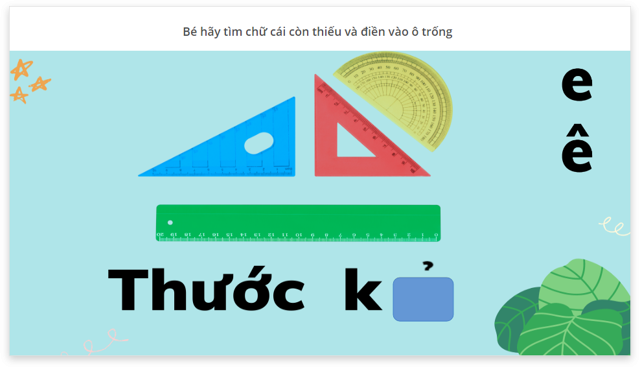 Bé hãy tìm chữ cái còn thiếu và điền vào ô trống
e
ê
Thước k ̉